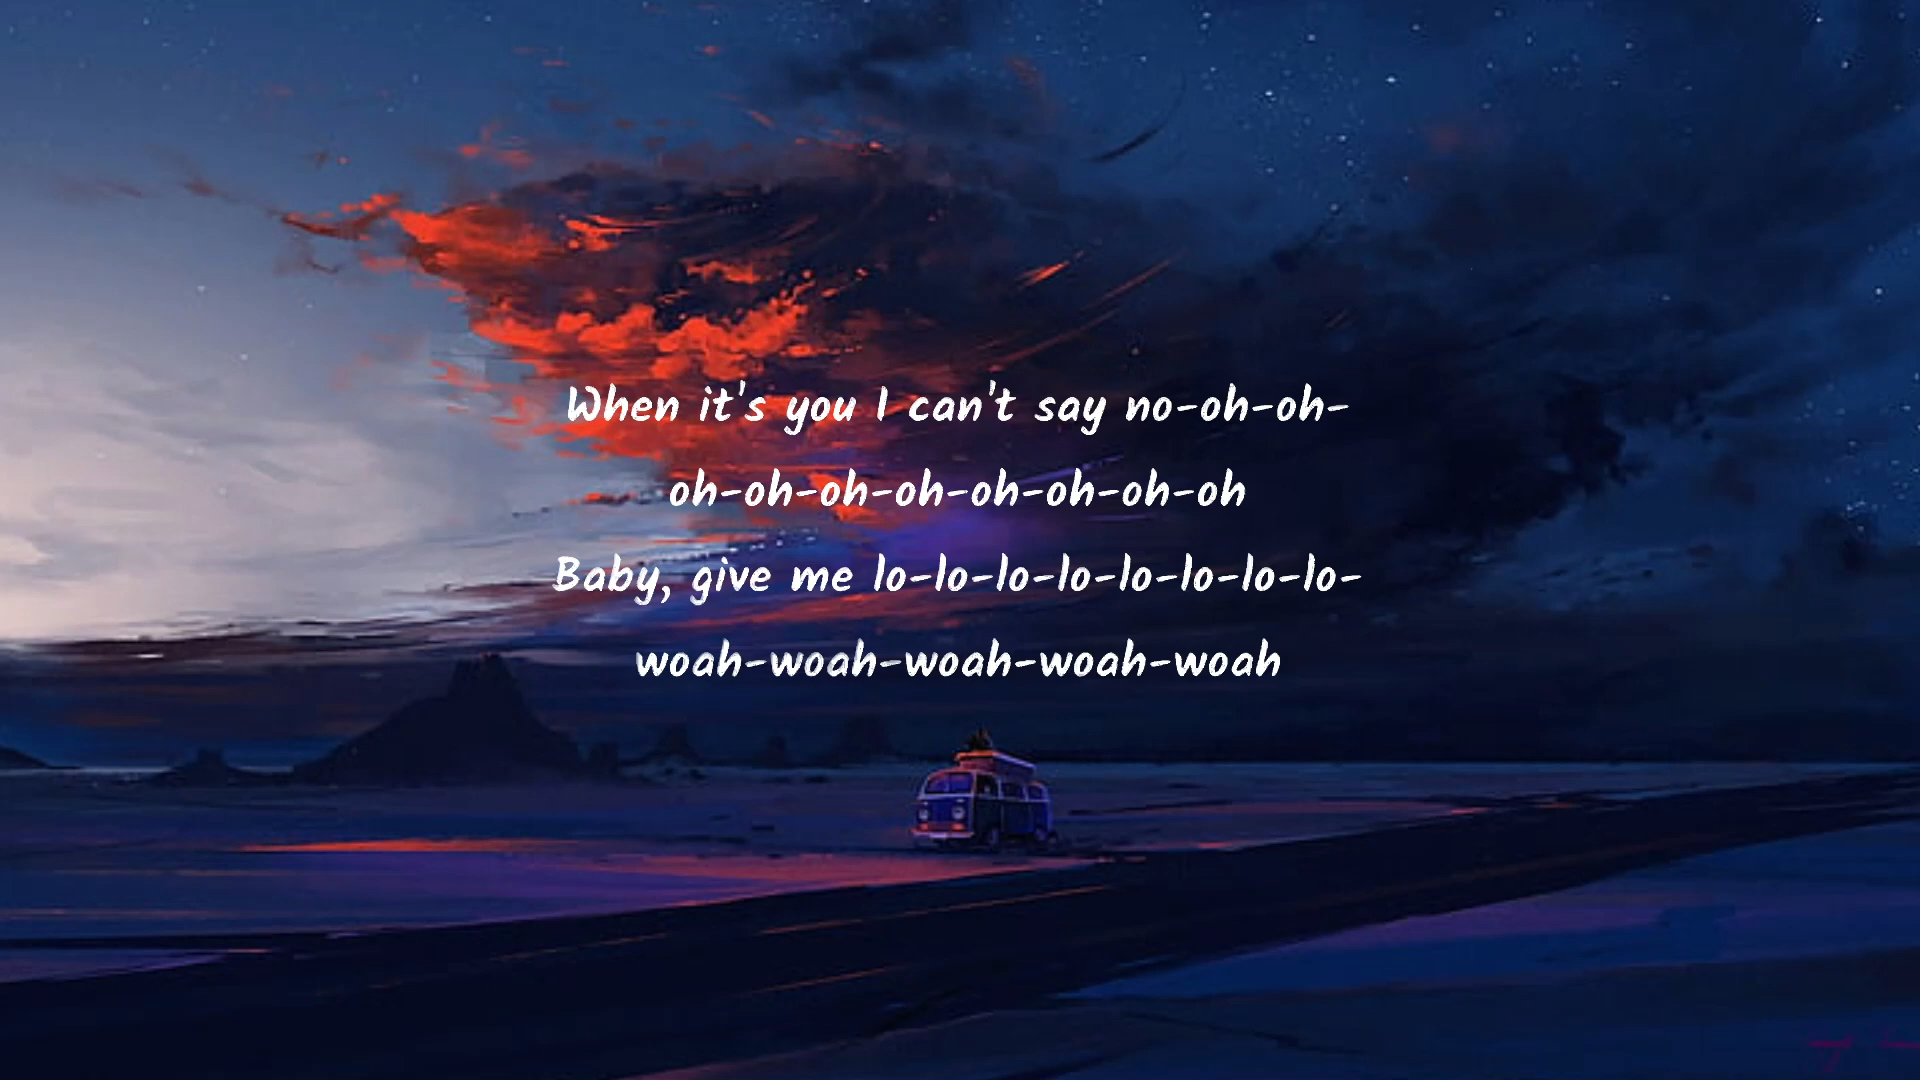 When it's you I can't say no-oh-oh-
oh-oh-oh-oh-oh-oh-oh-oh
Baby, give me lo-lo-lo-lo-lo-lo-lo-lo-
woah-woah-woah-woah-woah